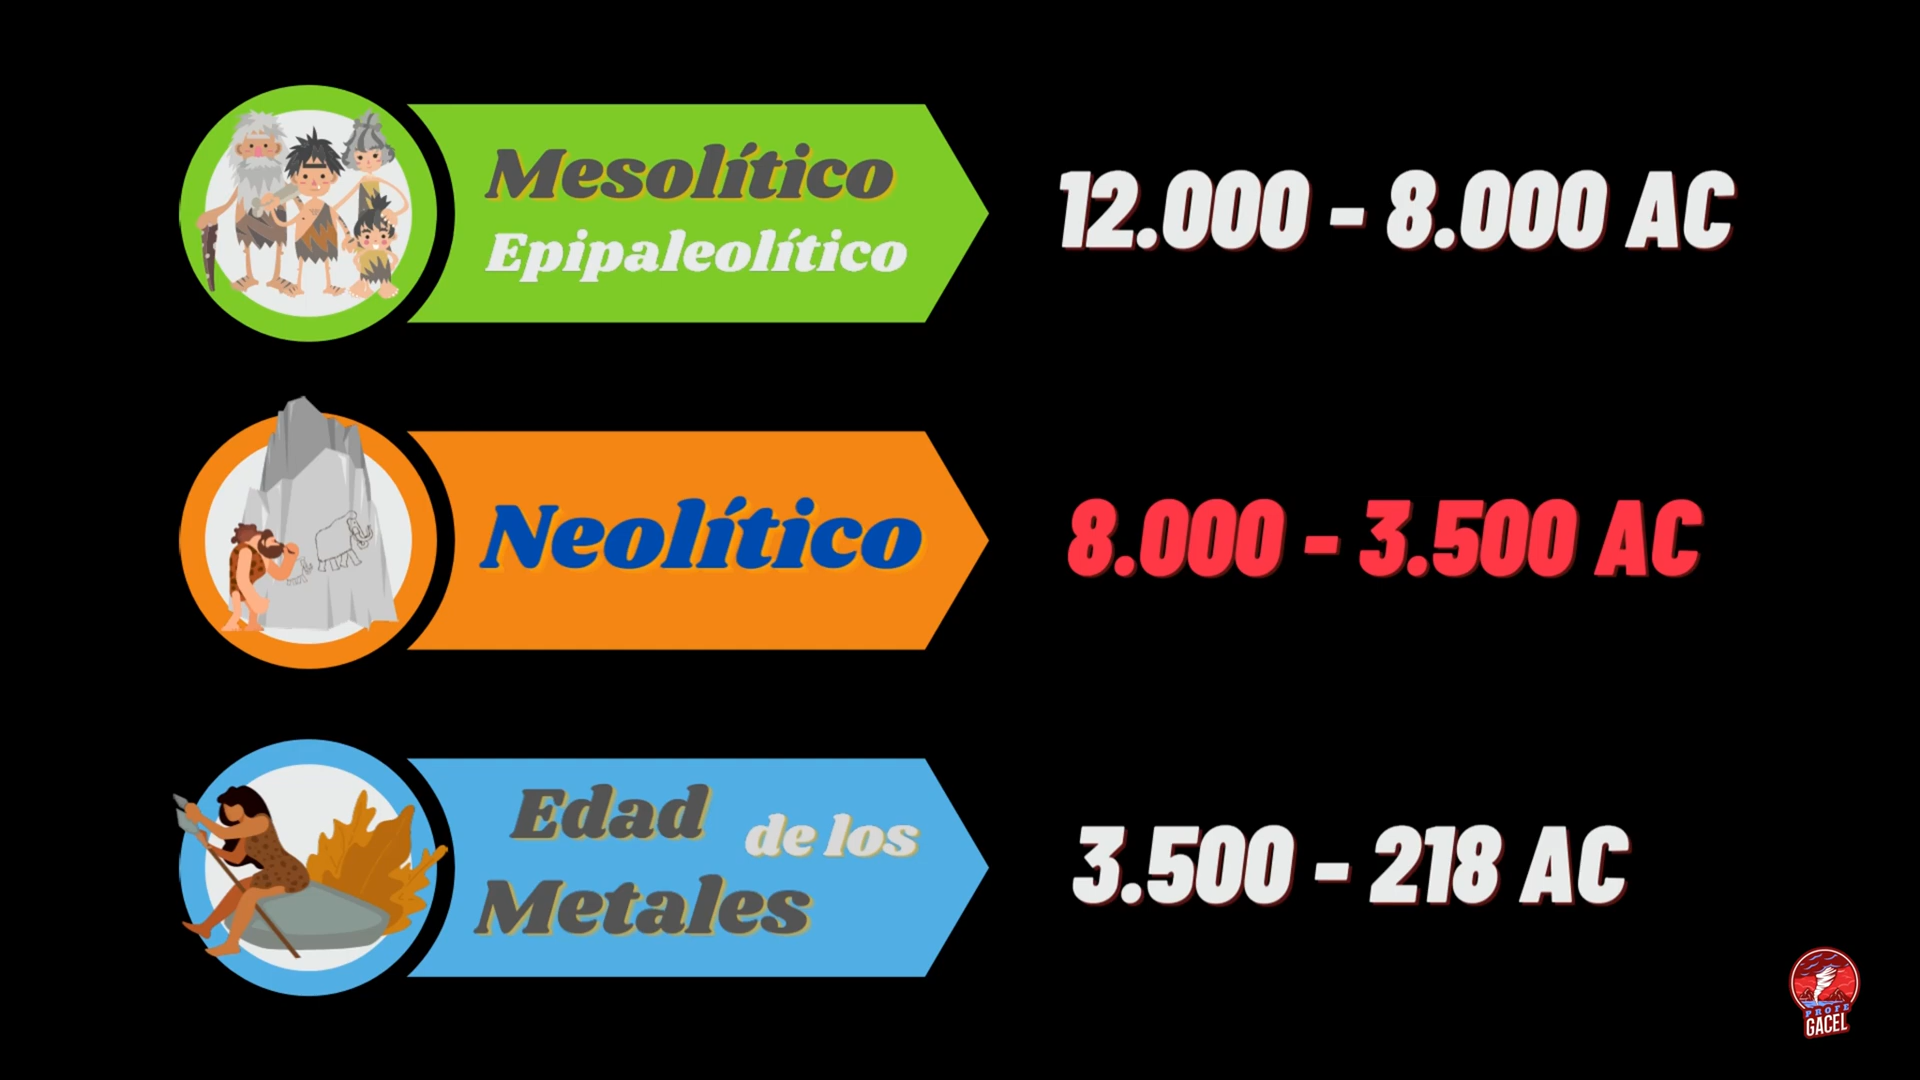 Mesolítico
Epipaleolítico
12.000 - 8.000 AC
Neolítico
8.000 - 3.500 AC
Edad de los
Metales
3.500 - 218 AC
PROFE
GACEL